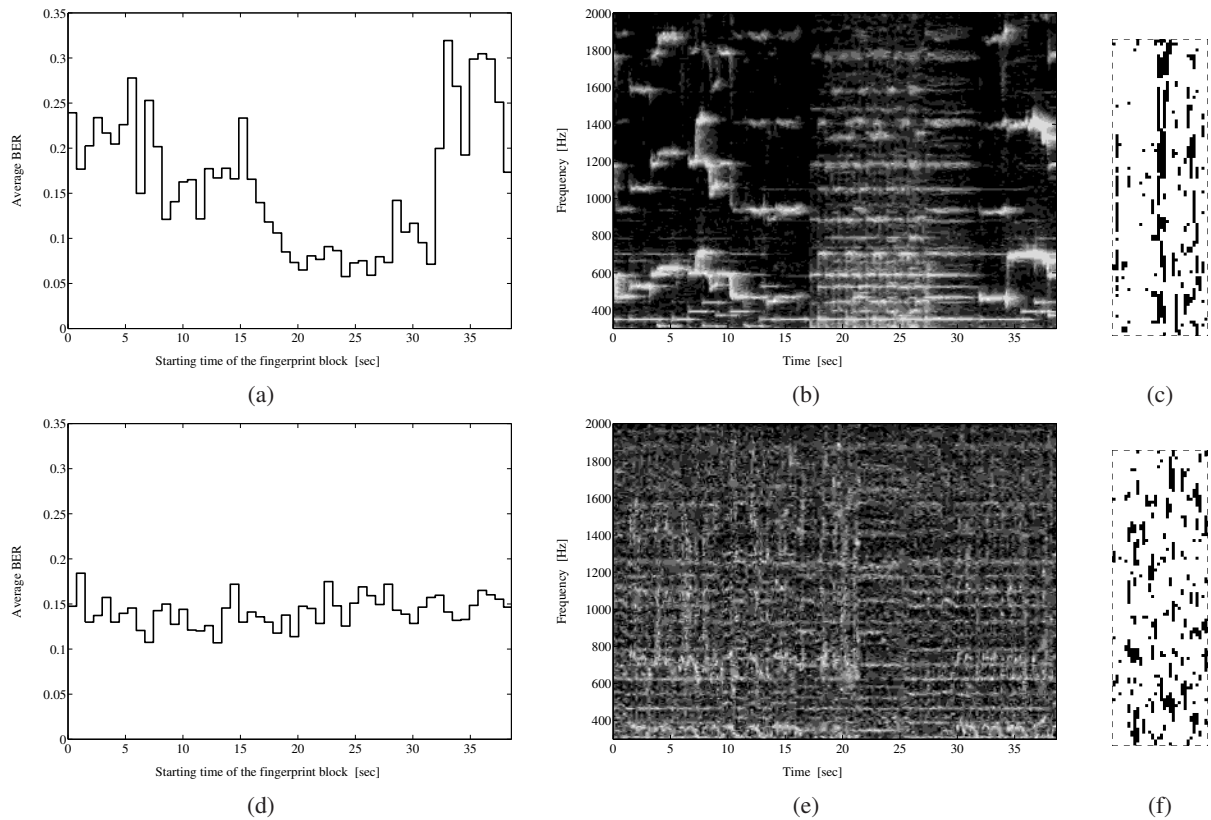 0.35
0.3
0.25
0.2
0.15
0.1
0.05
0
Average BER
0 5 10 15 20 25 30 35
Starting time of the fingerprint block [sec]
(a)
2000
1800
1600
1400
1200
1000
800
600
400
Frequency [Hz]
0 5 10 15 20 25 30 35
Time [sec]
(b)
(c)
0.35
0.3
0.25
0.2
0.15
0.1
0.05
0
Average BER
0 5 10 15 20 25 30 35
Starting time of the fingerprint block [sec]
(d)
2000
1800
1600
1400
1200
1000
800
600
400
Frequency [Hz]
0 5 10 15 20 25 30 35
Time [sec]
(e)
(f)